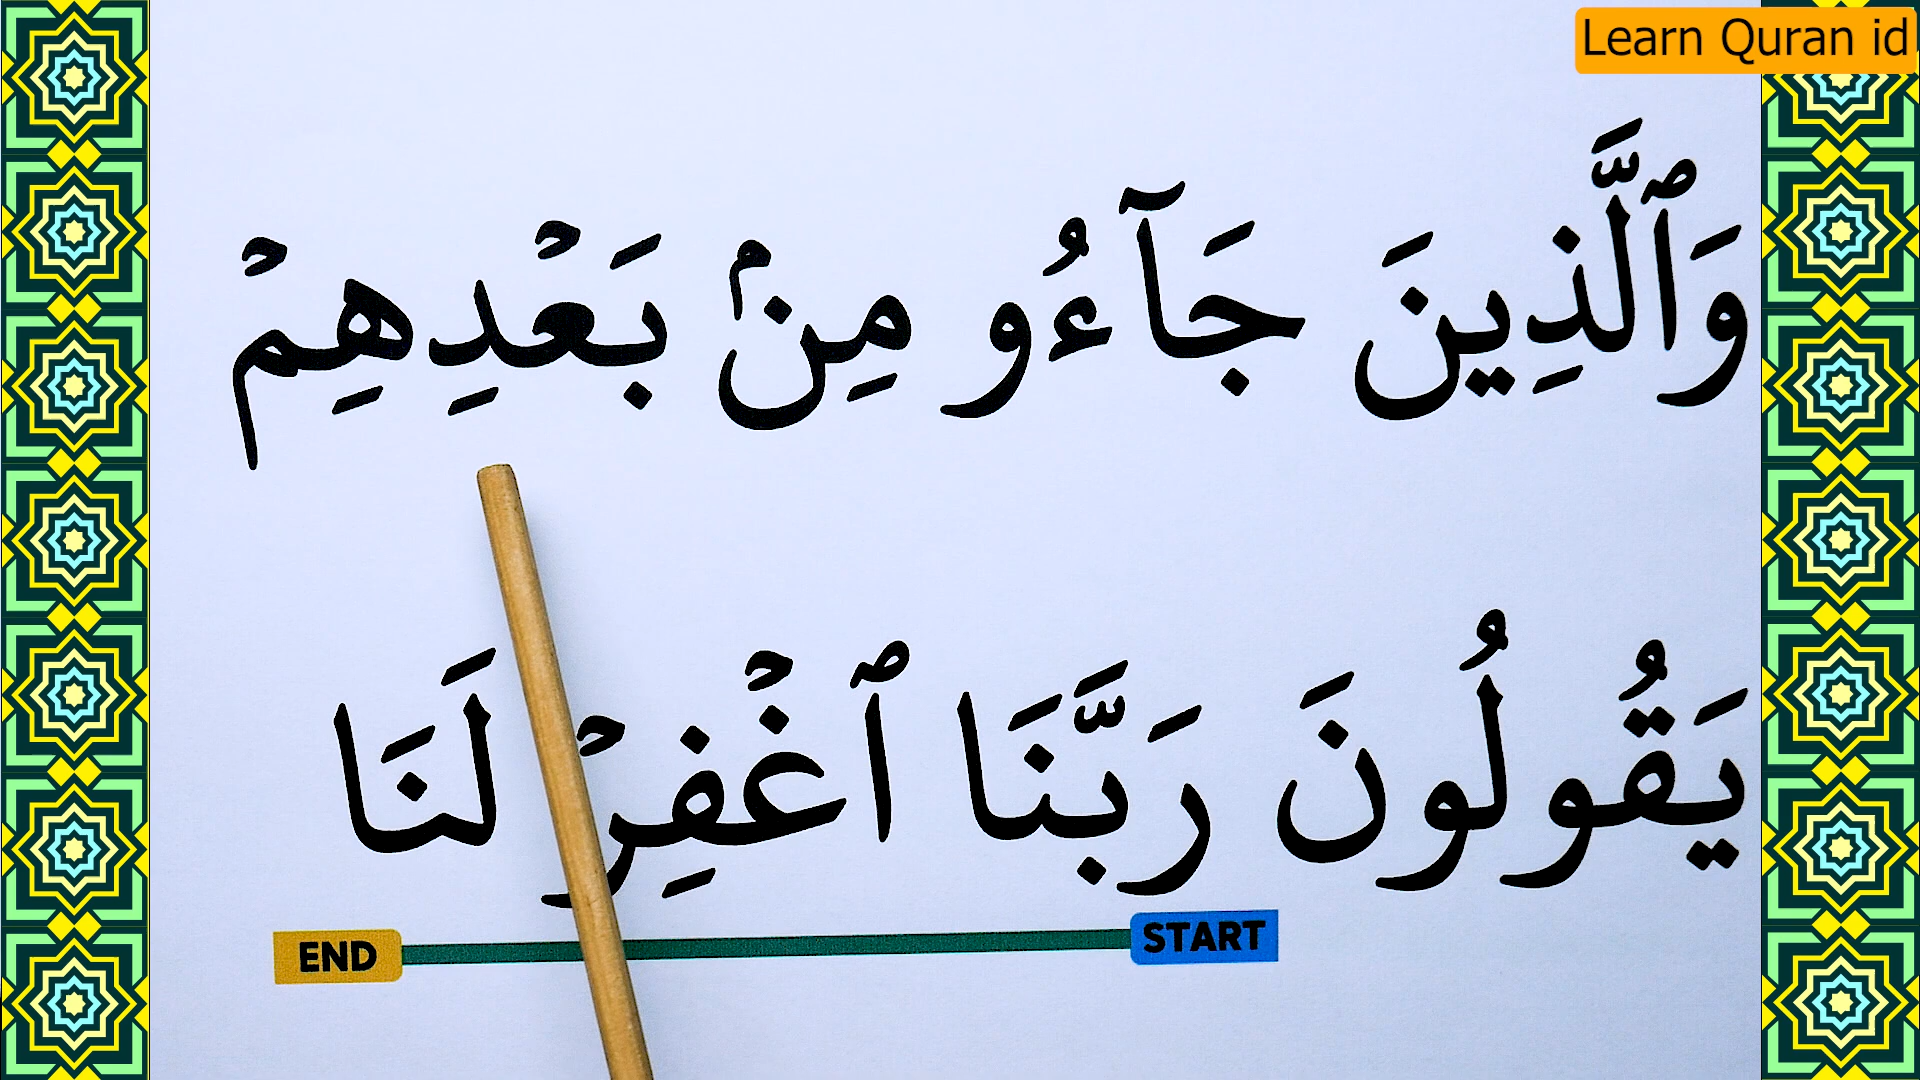 Learn Quran id
وَٱلَّذِينَ جَآءُو مِنۢ بَعْدِهِمْ
يَقُولُونَ رَبَّنَا ٱغْفِرْ لَنَا
START
END